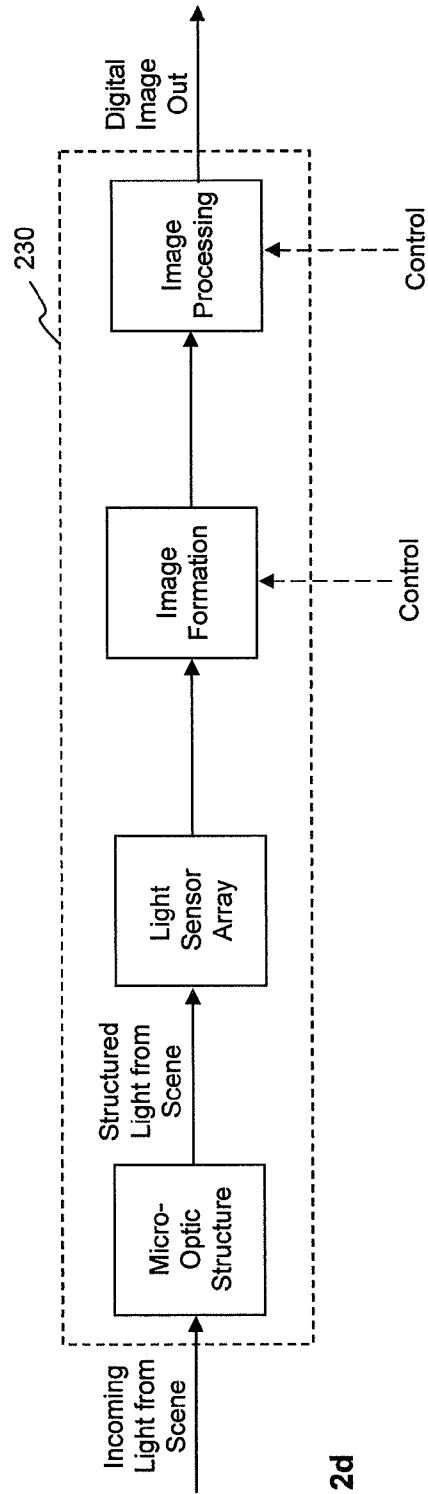 230
Incoming
Light from
Scene
Micro-
Optic
Structure
Structured
Light from
Scene
Light
Sensor
Array
Image
Formation
Image
Processing
Digital
Image
Out
Control
Control
2d